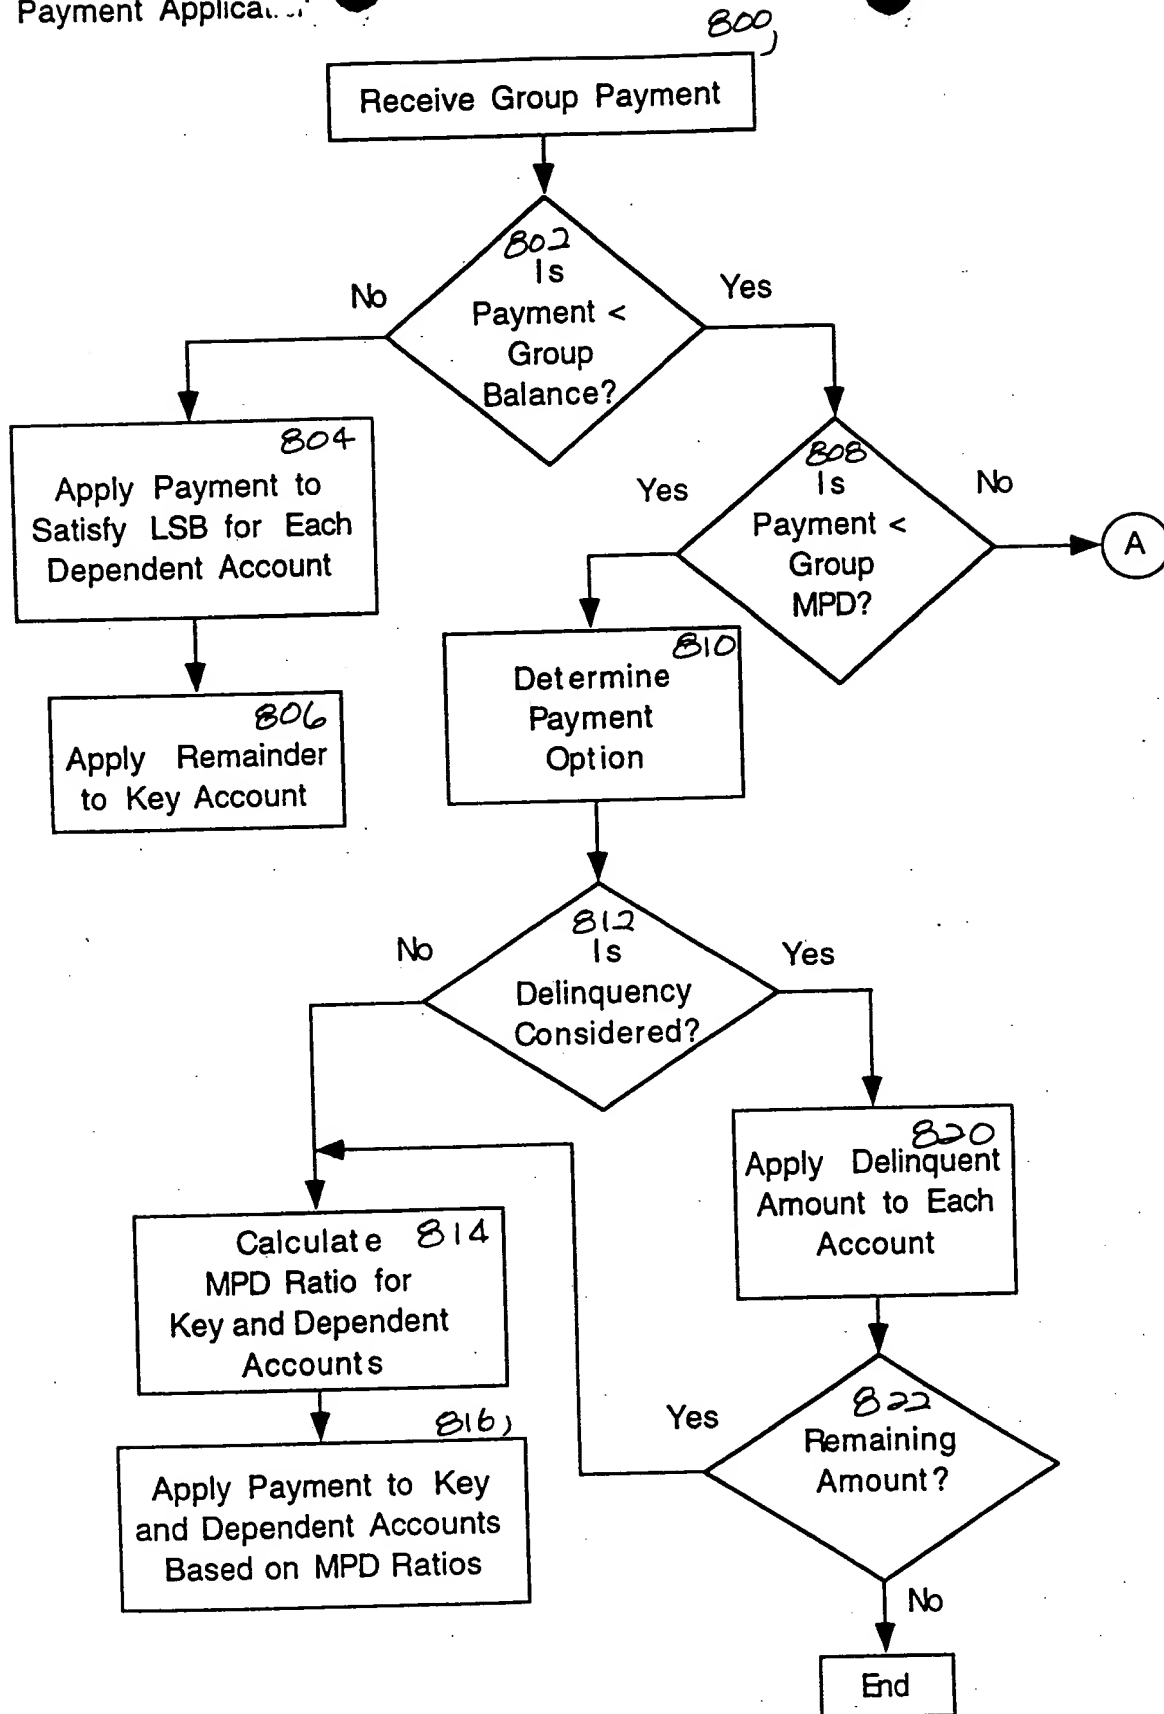 Payment
800
Receive Group Payment
802
Is
Payment <
Group
Balance?
No
Yes
804
Apply Payment to
Satisfy LSB for Each
Dependent Account
806
Apply Remainder
to Key Account
808
Is
Payment <
Group
MPD?
Yes
No
A
810
Determine
Payment
Option
812
Is
Delinquency
Considered?
No
Yes
820
Apply Delinquent
Amount to Each
Account
814
Calculate
MPD Ratio for
Key and Dependent
Accounts
816
Apply Payment to Key
and Dependent Accounts
Based on MPD Ratios
822
Remaining
Amount?
Yes
No
End